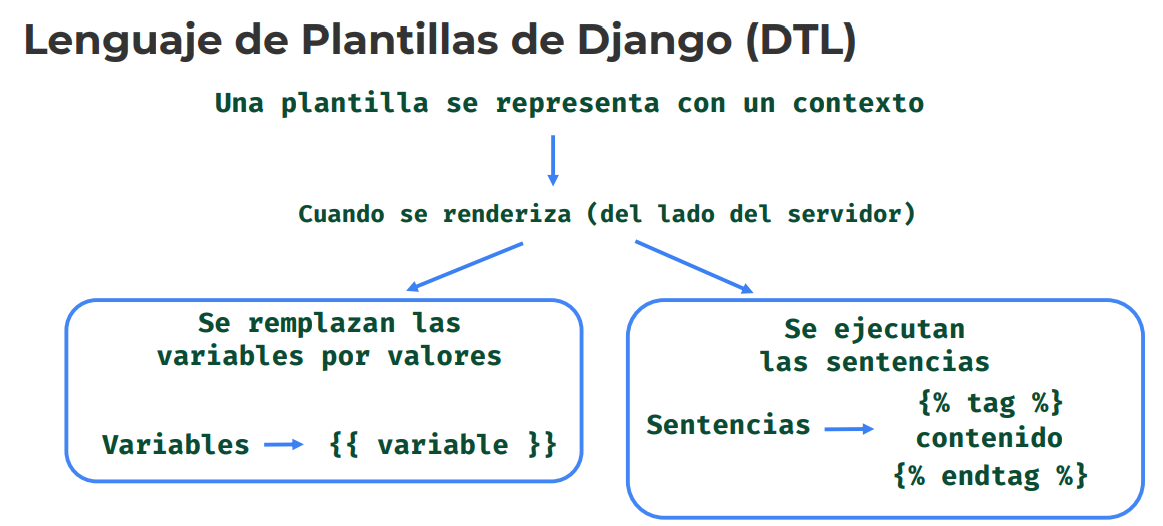 Lenguaje de Plantillas de Django (DTL)
Una plantilla se representa con un contexto
Cuando se renderiza (del lado del servidor)
Se remplazan las
variables por valores
Variables
{{ variable }}
Se ejecutan
las sentencias
Sentencias
{% tag %}
contenido
{% endtag %}